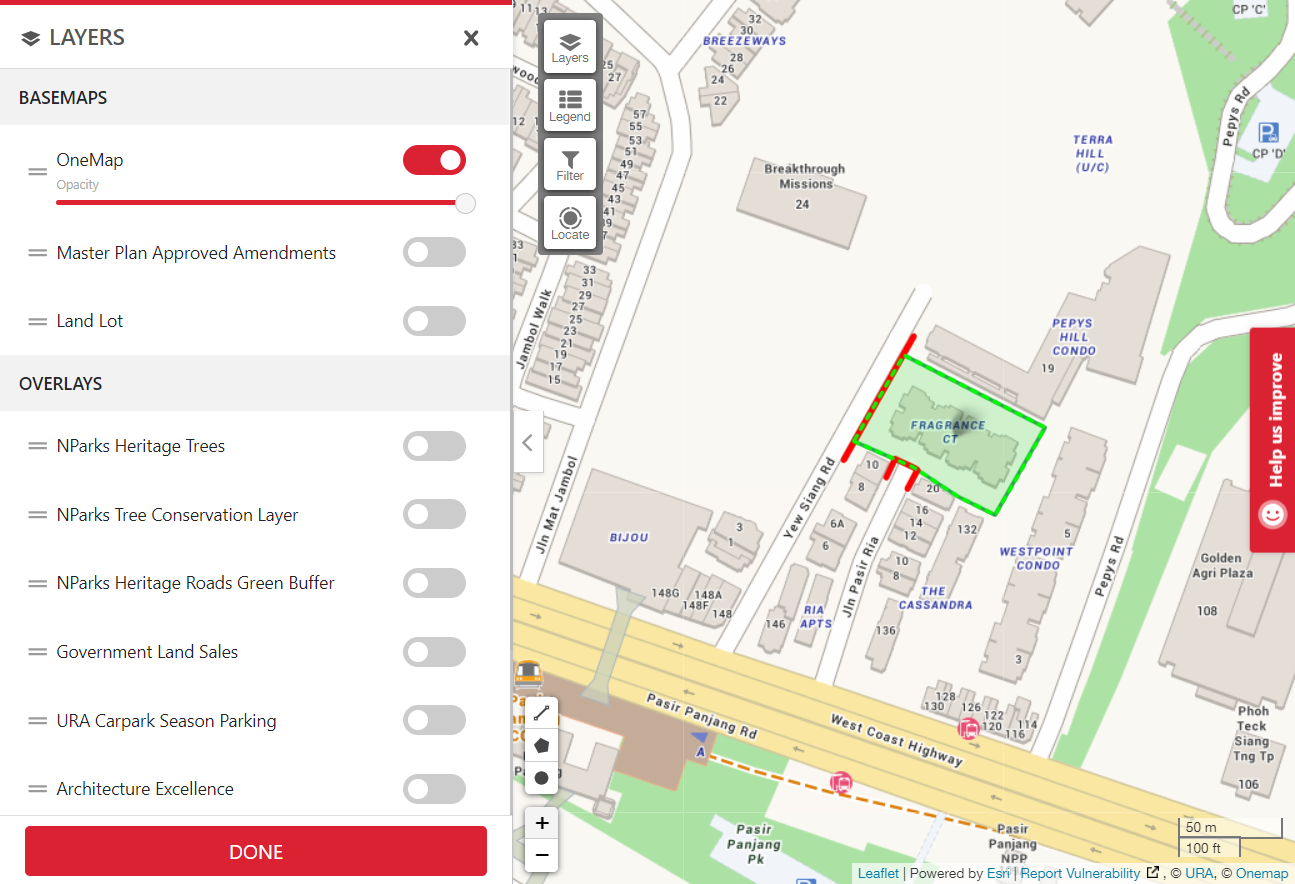 LAYERS
BASEMAPS
OneMap
Opacity
Master Plan Approved Amendments
Land Lot
OVERLAYS
NParks Heritage Trees
NParks Tree Conservation Layer
NParks Heritage Roads Green Buffer
Government Land Sales
URA Carpark Season Parking
Architecture Excellence
DONE
Layers
Legend
Filter
Locate
11
13
25
27
12
57
55
53
51
49
47
45
43
41
39
33
31
33
31
29
27
25
23
21
19
17
15
Jambol Walk
Jln Mat Jambol
32
30
BREEZEWAYS
28
26
24
22
Breakthrough
Missions
24
TERRA
HILL
(U/C)
CP 'C'
Pepys Rd
P
CP 'D'
PEPYS
HILL
CONDO
19
FRAGRANCE
CT
10
8
20
16
14
12
132
Yew Siang Rd
6A
6
Jln Pasir Ria
10
8
BIJOU
3
1
148G
148A
148F
148
146
RIA
APTS
THE
CASSANDRA
136
WESTPOINT
CONDO
5
3
Pepys Rd
Golden
Agri Plaza
108
Help us improve
128
130
126
122
120
114
116
Phoh
Teck
Siang
Tng Tp
106
Pasir Panjang Rd
West Coast Highway
A
Pasir
Panjang
Pk
Pasir
Panjang
NPP
+
−
50 m
100 ft
Leaflet | Powered by Esri | Report Vulnerability , © URA, © Onemap